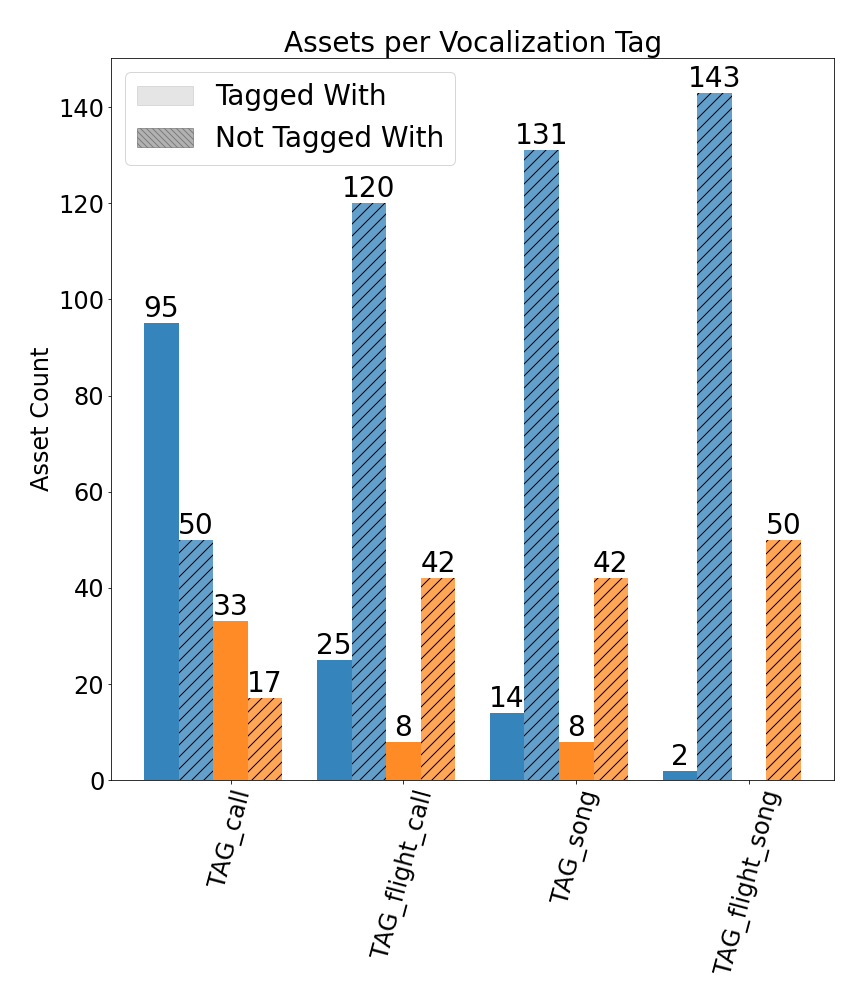 Assets per Vocalization Tag
Tagged With
Not Tagged With
Asset Count
140
120
100
80
60
40
20
0
95
50
33
17
25
120
8
42
14
131
8
42
2
143
50
TAG_call
TAG_flight_call
TAG_song
TAG_flight_song